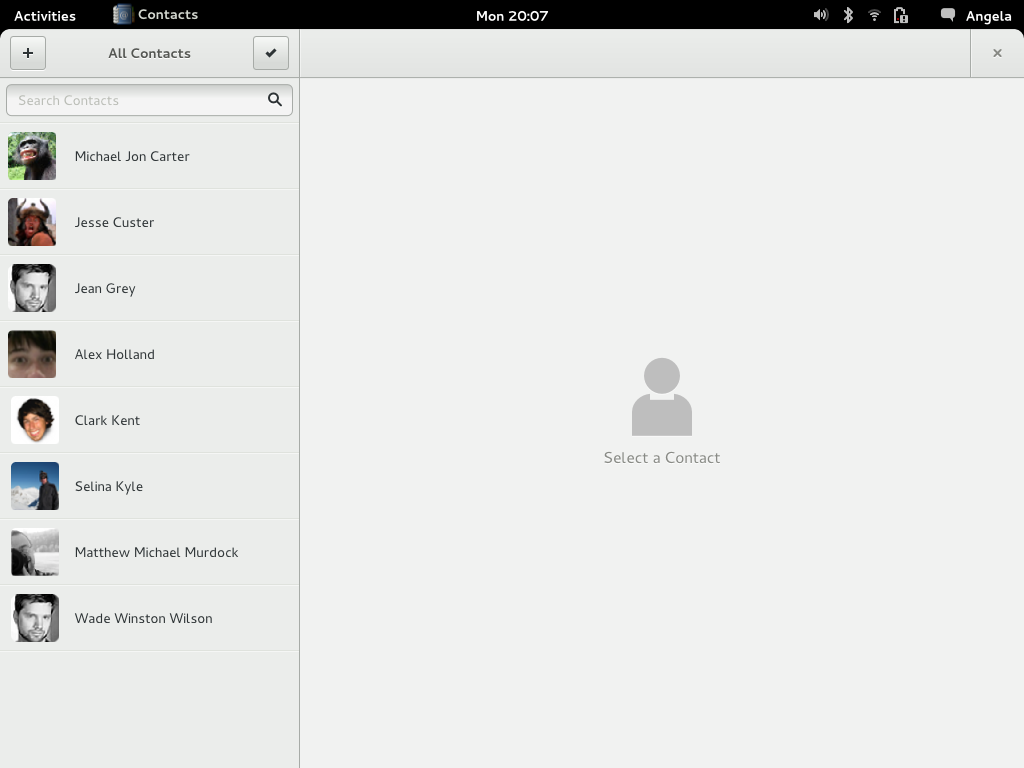 Activities
Contacts
Mon 20:07
Angela
All Contacts
Search Contacts
Michael Jon Carter
Jesse Custer
Jean Grey
Alex Holland
Clark Kent
Selina Kyle
Matthew Michael Murdock
Wade Winston Wilson
Select a Contact